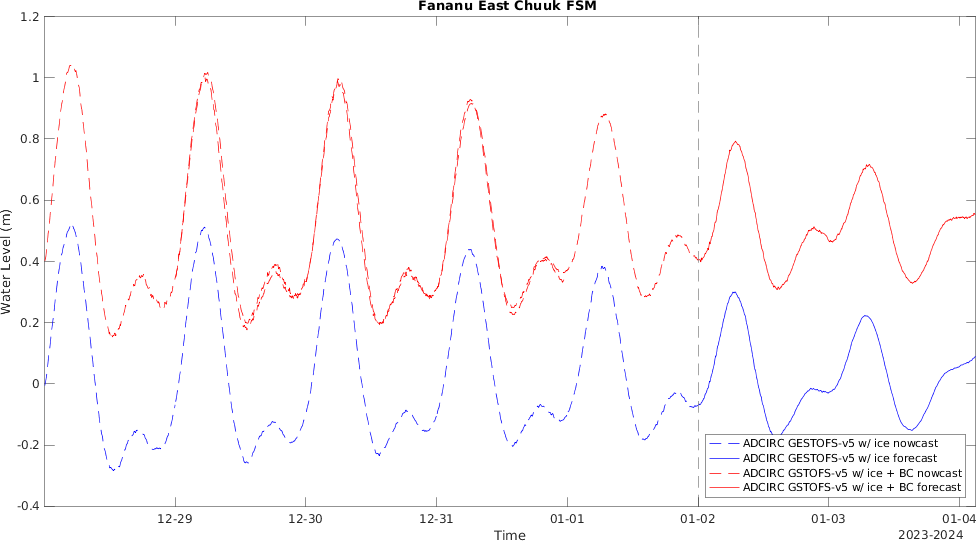 Fananu East Chuuk FSM
1.2
1
0.8
0.6
0.4
0.2
0
-0.2
-0.4
Water Level (m)
ADCIRC GESTOFS-v5 w/ ice nowcast
ADCIRC GESTOFS-v5 w/ ice forecast
ADCIRC GSTOFS-v5 w/ ice + BC nowcast
ADCIRC GSTOFS-v5 w/ ice + BC forecast
12-29 12-30 12-31 01-01 01-02 01-03 01-04
Time
2023-2024